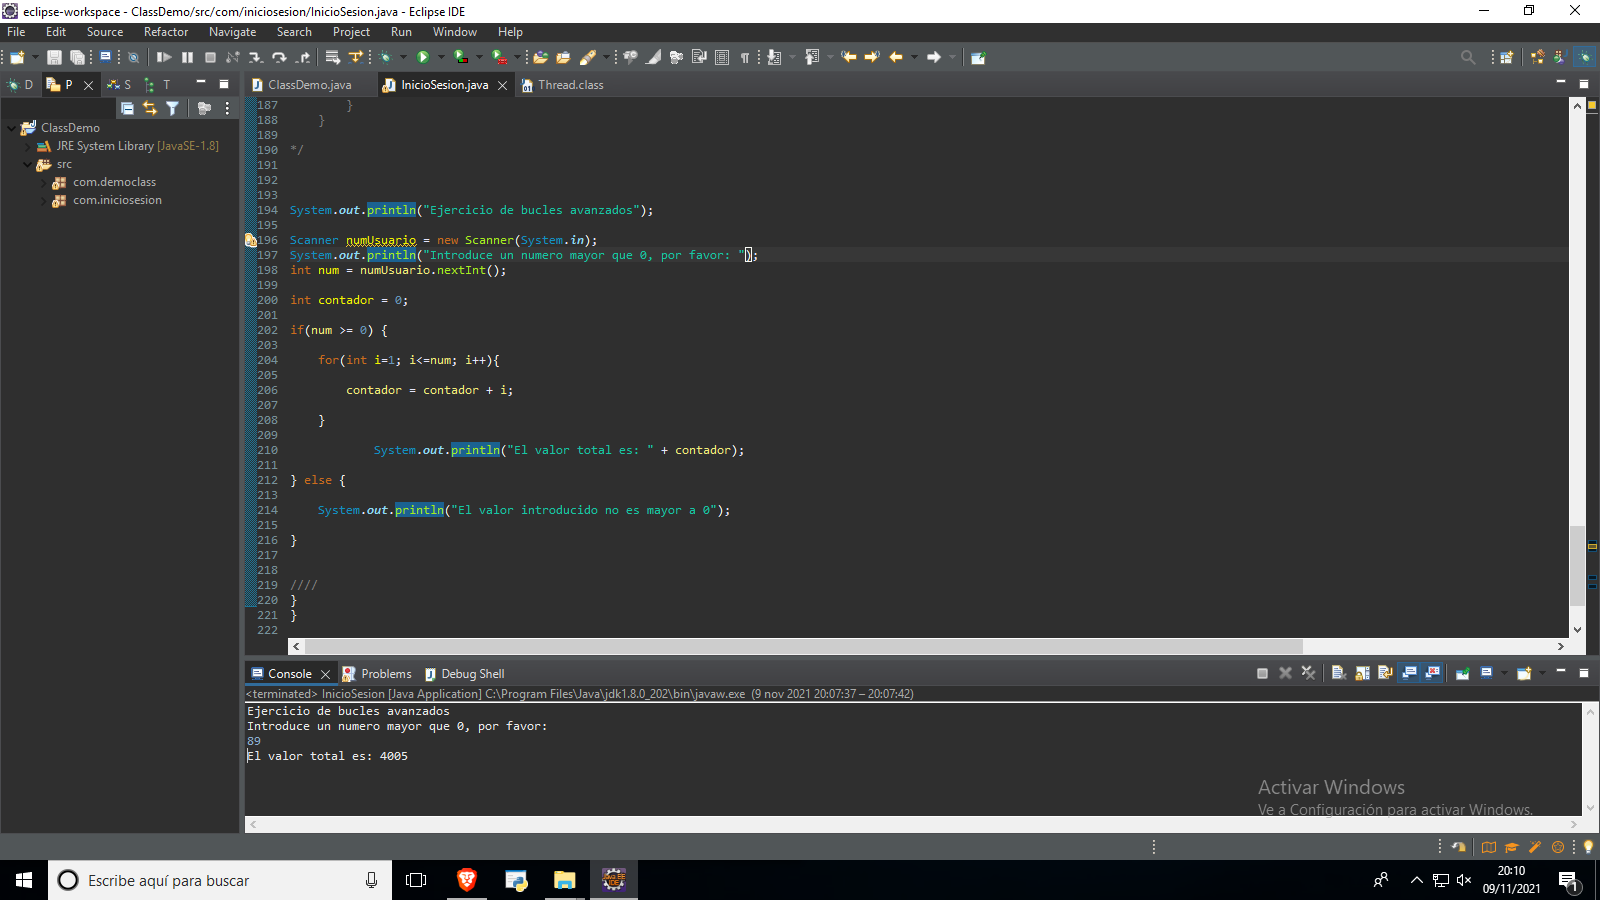 eclipse-workspace - ClassDemo/src/com/iniciosesion/InicioSesion.java - Eclipse IDE
File Edit Source Refactor Navigate Search Project Run Window Help
D P S T
ClassDemo.java InicioSesion.java Thread.class
ClassDemo
JRE System Library [JavaSE-1.8]
src
com.democlass
com.iniciosesion
187 }
188 }
189
190 */
191
192
193
194 System.out.println("Ejercicio de bucles avanzados");
195
196 Scanner numUsuario = new Scanner(System.in);
197 System.out.println("Introduce un numero mayor que 0, por favor: ");
198 int num = numUsuario.nextInt();
199
200 int contador = 0;
201
202 if(num >= 0) {
203
204 for(int i=1; i<=num; i++){
205
206 contador = contador + i;
207
208 }
209
210 System.out.println("El valor total es: " + contador);
211
212 } else {
213
214 System.out.println("El valor introducido no es mayor a 0");
215
216 }
217
218
219 ////
220 }
221 }
222
Console Problems Debug Shell
<terminated> InicioSesion [Java Application] C:\Program Files\Java\jdk1.8.0_202\bin\javaw.exe (9 nov 2021 20:07:37 – 20:07:42)
Ejercicio de bucles avanzados
Introduce un numero mayor que 0, por favor:
89
El valor total es: 4005
Activar Windows
Ve a Configuración para activar Windows.
Escribe aquí para buscar
20:10
09/11/2021
1